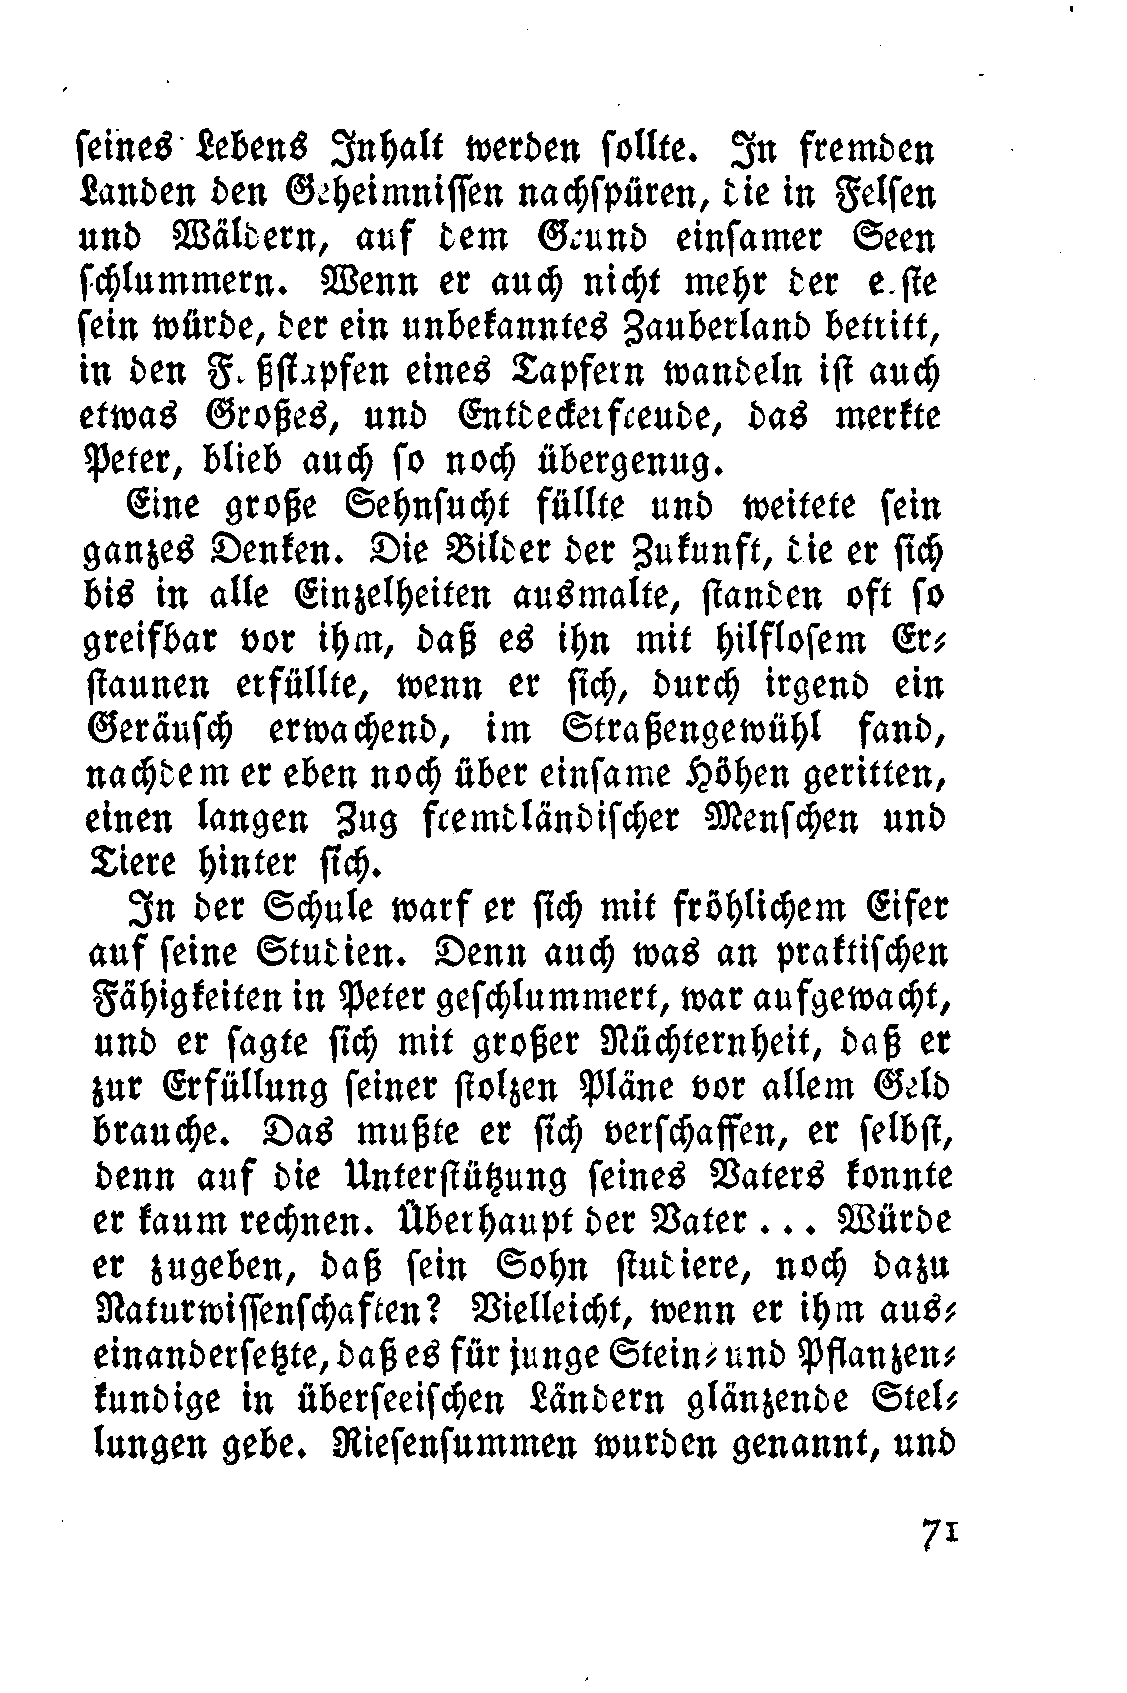 seines Lebens Inhalt werden sollte. In fremden
Landen den Geheimnissen nachspüren, die in Felsen
und Wäldern, auf dem Grund einsamer Seen
schlummern. Wenn er auch nicht mehr der erste
sein würde, der ein unbekanntes Zauberland betritt,
in den Fußstapfen eines Tapfern wandeln ist auch
etwas Großes, und Entdeckerfreude, das merkte
Peter, blieb auch so noch übergenug.
Eine große Sehnsucht füllte und weitete sein
ganzes Denken. Die Bilder der Zukunft, die er sich
bis in alle Einzelheiten ausmalte, standen oft so
greifbar vor ihm, daß es ihn mit hilflosem Er-
staunen erfüllte, wenn er sich, durch irgend ein
Geräusch erwachend, im Straßengewühl fand,
nachdem er eben noch über einsame Höhen geritten,
einen langen Zug fremdländischer Menschen und
Tiere hinter sich.
In der Schule warf er sich mit fröhlichem Eifer
auf seine Studien. Denn auch was an praktischen
Fähigkeiten in Peter geschlummert, war aufgewacht,
und er sagte sich mit großer Nüchternheit, daß er
zur Erfüllung seiner stolzen Pläne vor allem Geld
brauche. Das mußte er sich verschaffen, er selbst,
denn auf die Unterstützung seines Vaters konnte
er kaum rechnen. Überhaupt der Vater ... Würde
er zugeben, daß sein Sohn studiere, noch dazu
Naturwissenschaften? Vielleicht, wenn er ihm aus-
einandersetzte, daß es für junge Stein- und Pflanzen-
kundige in überseeischen Ländern glänzende Stel-
lungen gebe. Riesensummen wurden genannt, und
71